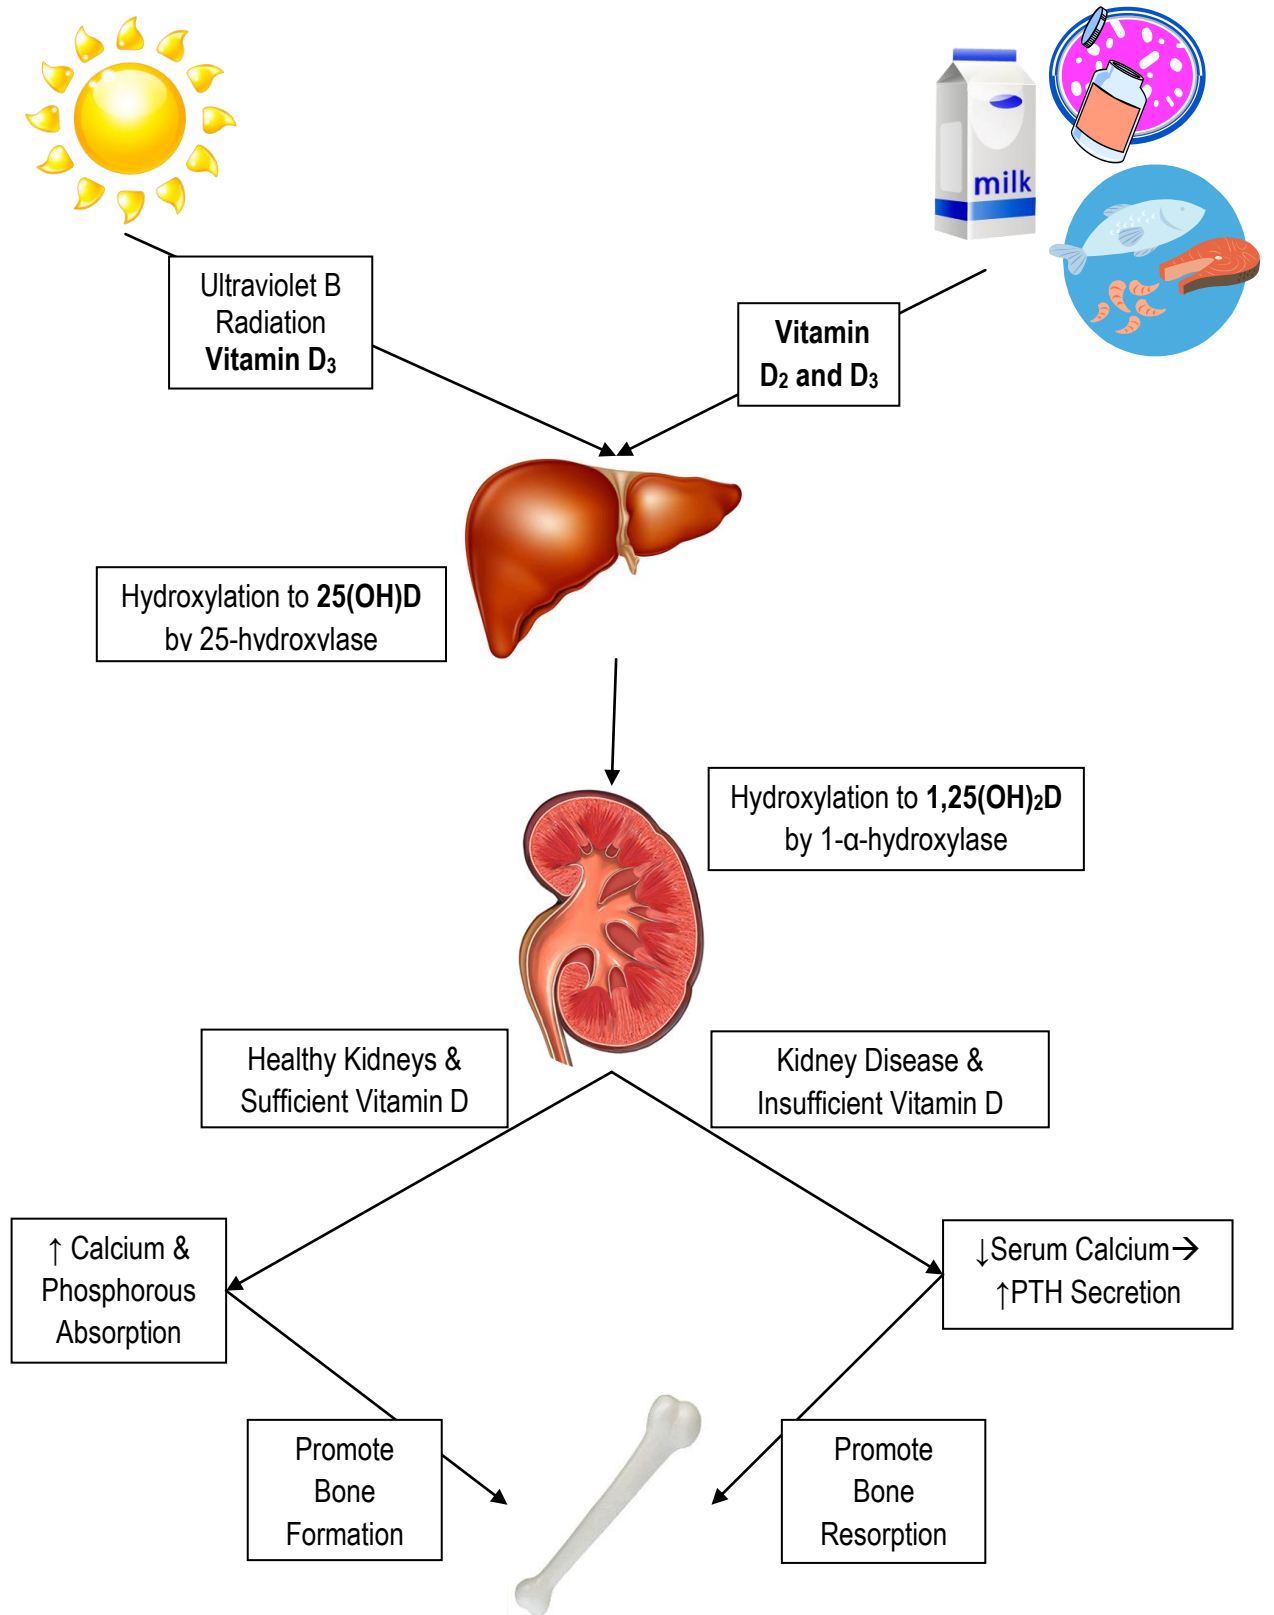 milk
Ultraviolet B
Radiation
Vitamin D₃
Vitamin
D₂ and D₃
Hydroxylation to 25(OH)D
by 25-hydroxylase
Hydroxylation to 1,25(OH)₂D
by 1-α-hydroxylase
Healthy Kidneys &
Sufficient Vitamin D
Kidney Disease &
Insufficient Vitamin D
↑ Calcium &
Phosphorous
Absorption
↓Serum Calcium→
↑PTH Secretion
Promote
Bone
Formation
Promote
Bone
Resorption